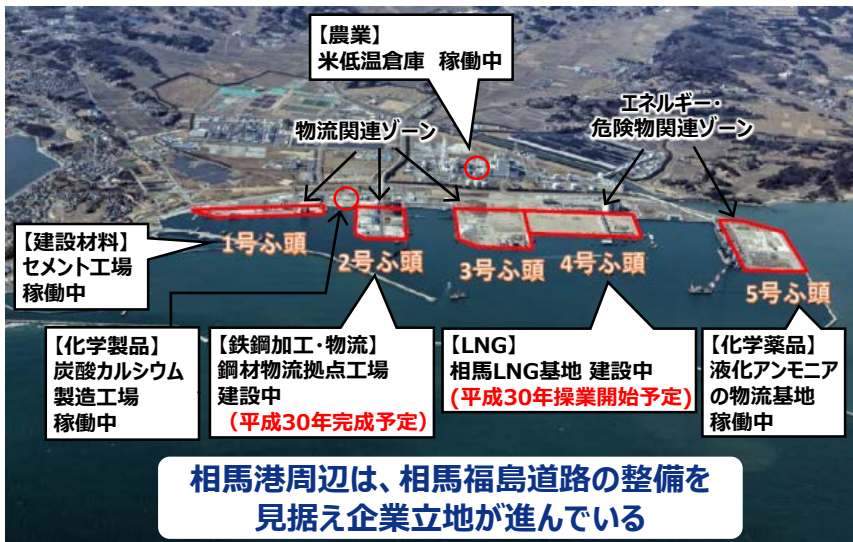 【農業】
米低温倉庫 稼働中
物流関連ゾーン
エネルギー・
危険物関連ゾーン
1号ふ頭
2号ふ頭
3号ふ頭
4号ふ頭
5号ふ頭
【建設材料】
セメント工場
稼働中
【化学製品】
炭酸カルシウム
製造工場
稼働中
【鉄鋼加工・物流】
鋼材物流拠点工場
建設中
(平成30年完成予定)
【LNG】
相馬LNG基地 建設中
(平成30年操業開始予定)
【化学薬品】
液化アンモニア
の物流基地
稼働中
相馬港周辺は、相馬福島道路の整備を
見据え企業立地が進んでいる